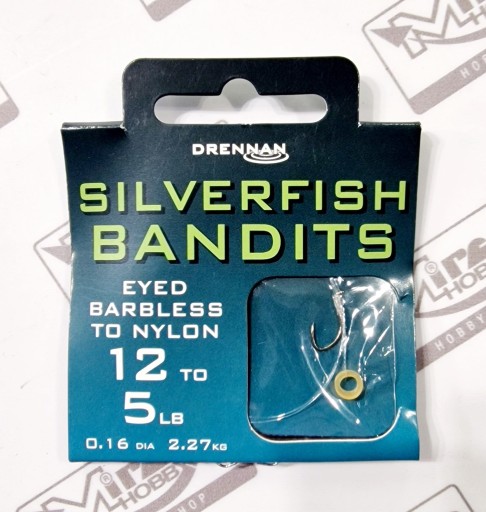 DRENNAN
SILVERFISH
BANDITS
EYED
BARBLESS
TO NYLON
12 TO
5LB
0.16 DIA 2.27KG